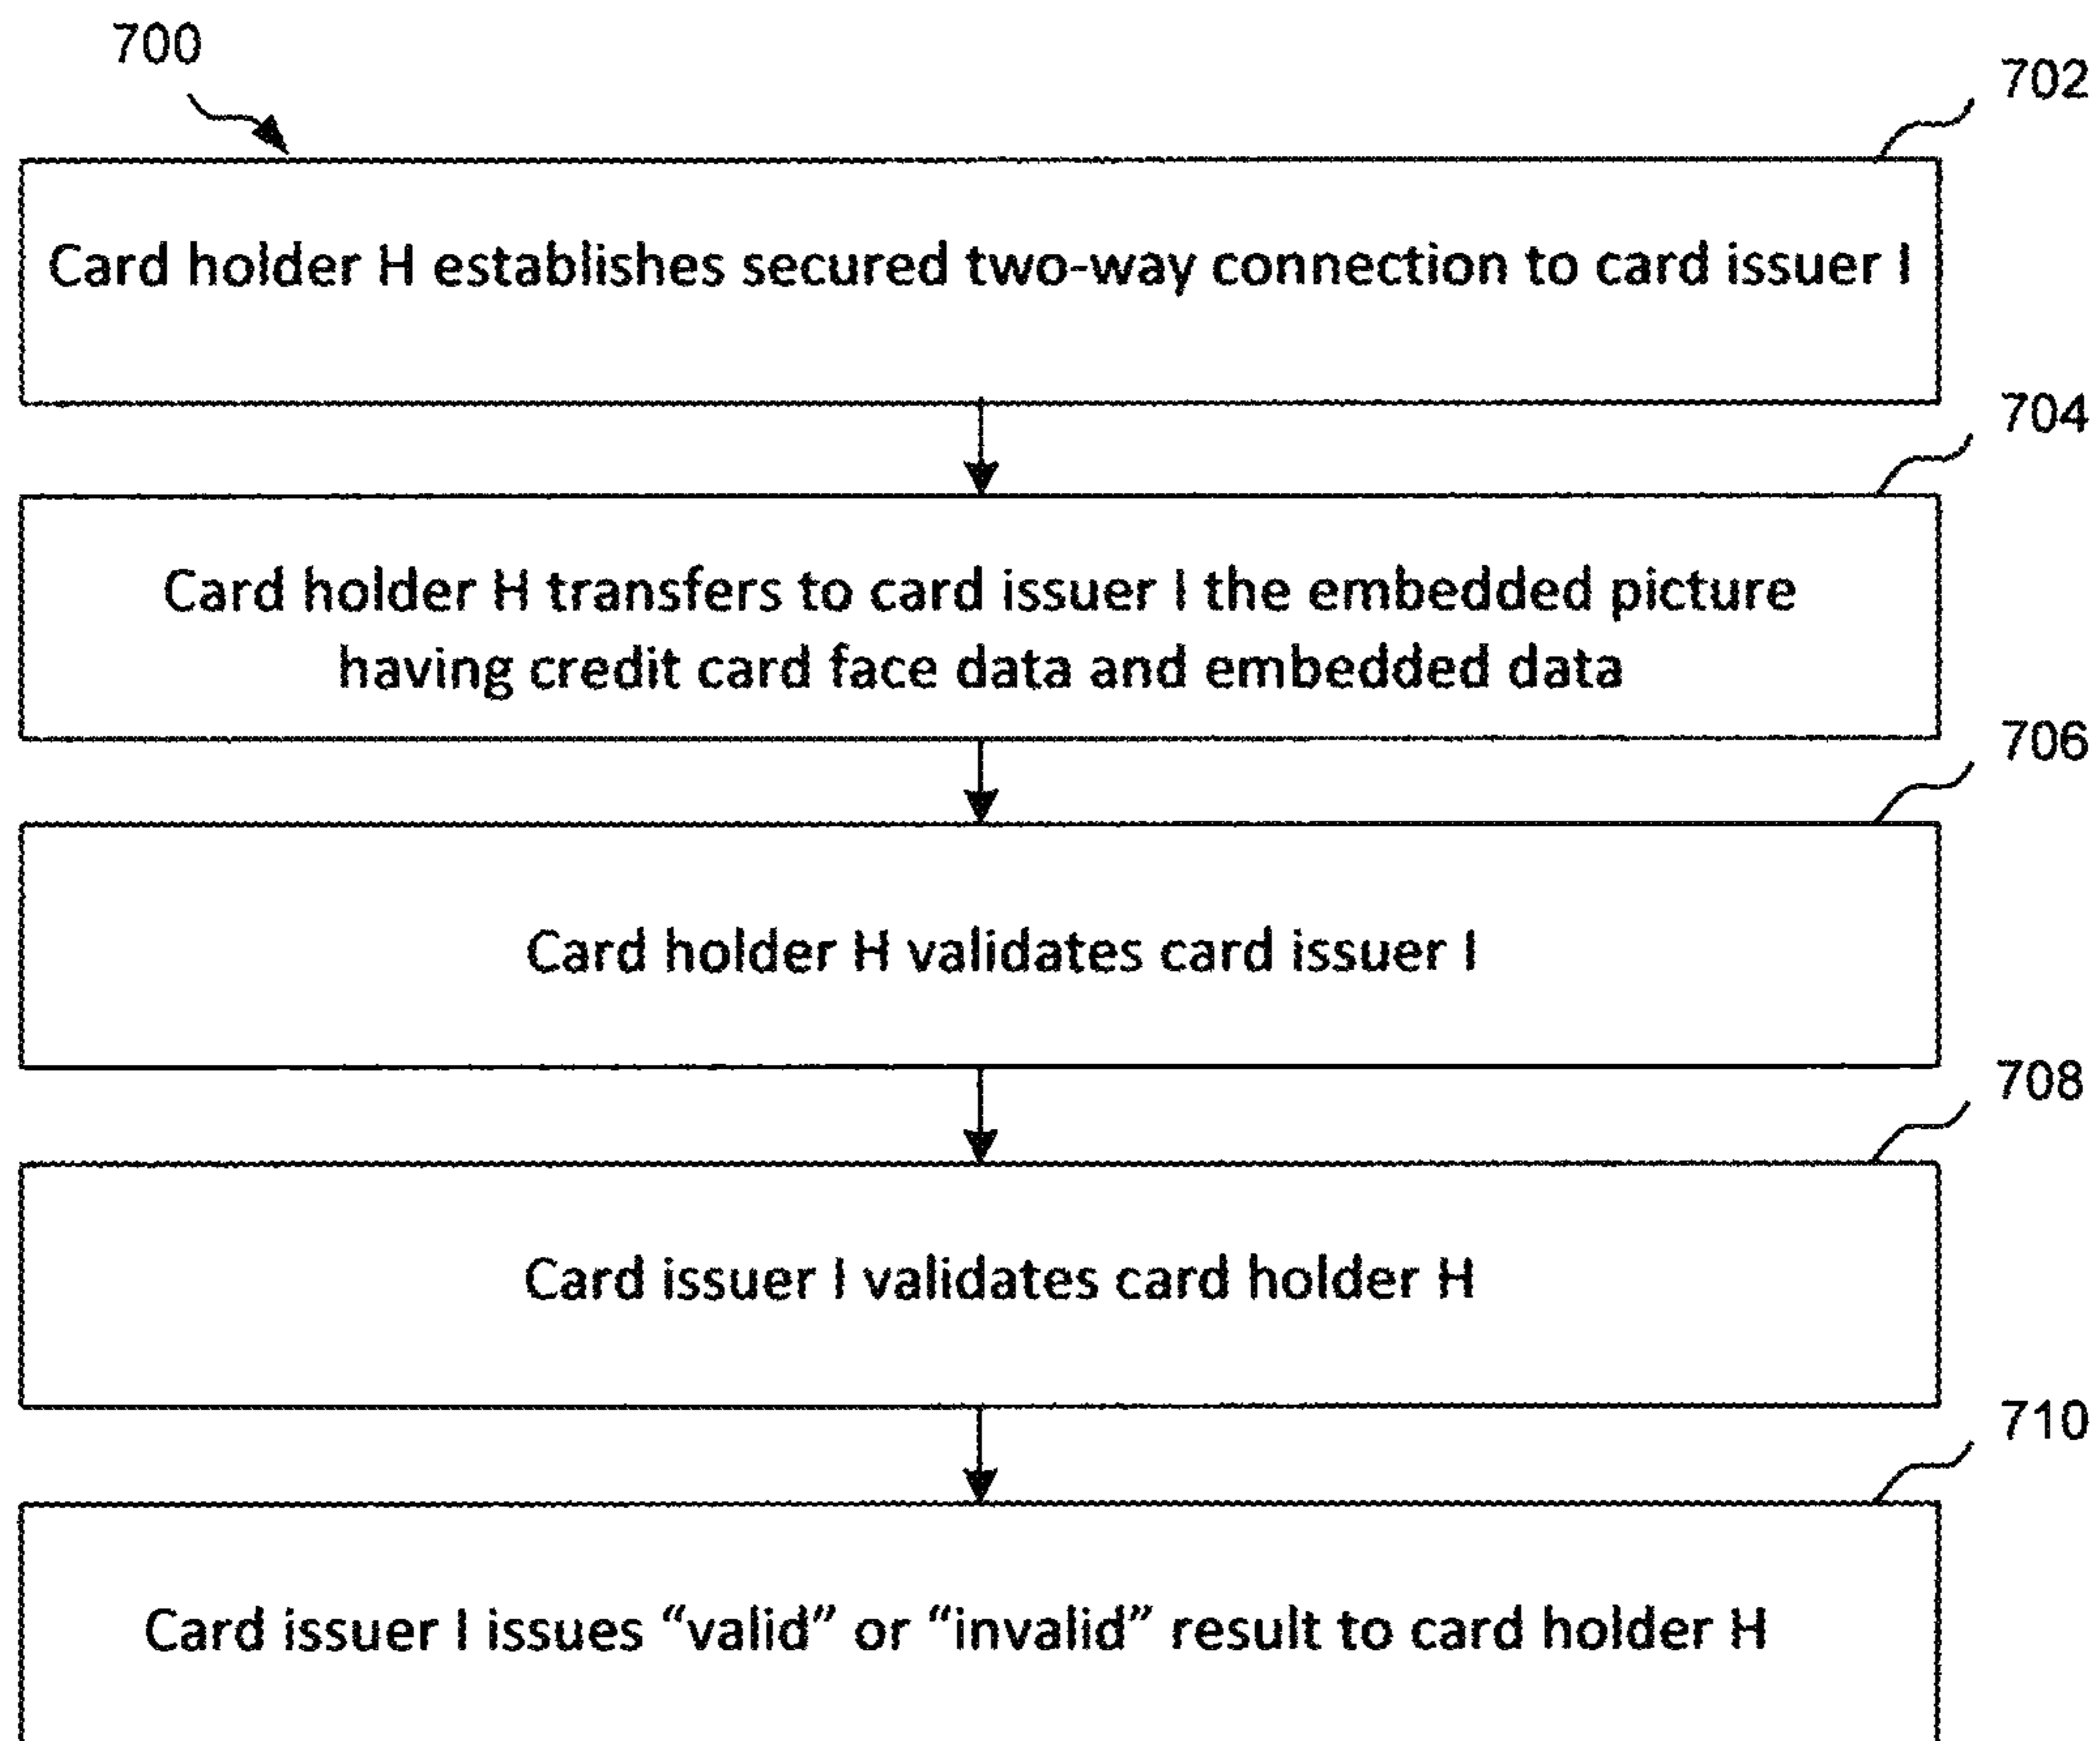 700
702
Card holder H establishes secured two-way connection to card issuer I
704
Card holder H transfers to card issuer I the embedded picture
having credit card face data and embedded data
706
Card holder H validates card issuer I
708
Card issuer I validates card holder H
710
Card issuer I issues “valid” or “invalid” result to card holder H